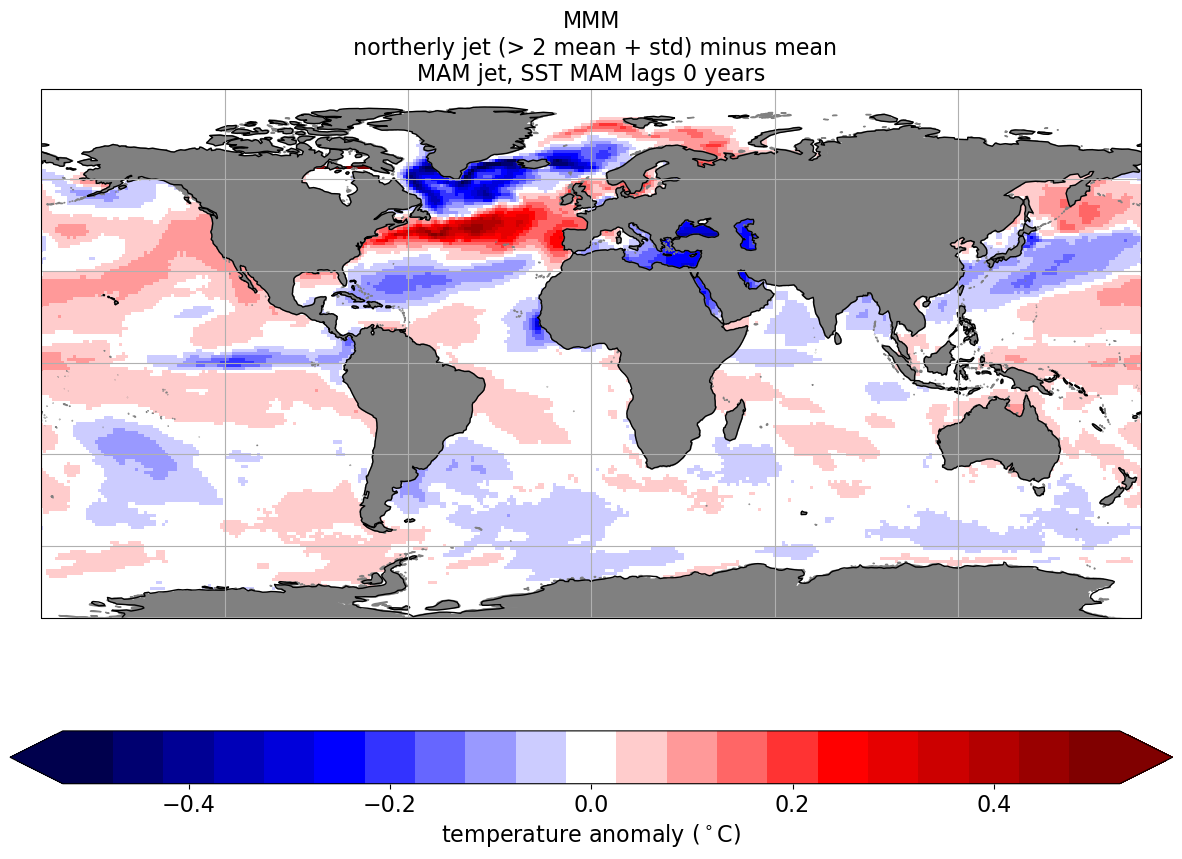 MMM
northerly jet (> 2 mean + std) minus mean
MAM jet, SST MAM lags 0 years
−0.4 −0.2 0.0 0.2 0.4
temperature anomaly (°C)